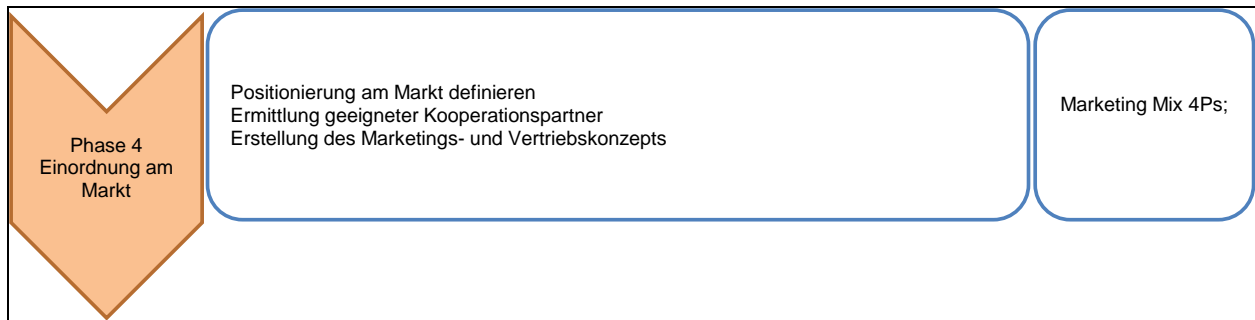 Phase 4
Einordnung am
Markt
Positionierung am Markt definieren
Ermittlung geeigneter Kooperationspartner
Erstellung des Marketings- und Vertriebskonzepts
Marketing Mix 4Ps;